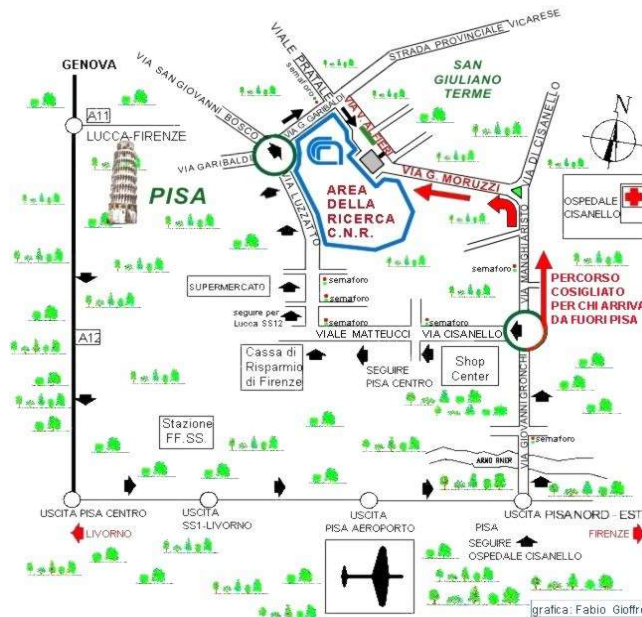 GENOVA
A11
LUCCA-FIRENZE
PISA
VIA SAN GIOVANNI BOSCO
VIALE PRATALE
semaforo
STRADA PROVINCIALE VICARESE
SAN
GIULIANO
TERME
VIA G. GARIBALDI
VIA V. ALFIERI
VIA GARIBALDI
VIA LUZZATTO
AREA
DELLA
RICERCA
C.N.R.
VIA G. MORUZZI
VIA DI CISANELLO
N
OSPEDALE
CISANELLO
VIA MANGHIARISTO
semaforo
PERCORSO
COSIGLIATO
PER CHI ARRIVA
DA FUORI PISA
SUPERMERCATO
semaforo
semaforo
seguire per
Lucca SS12
semaforo
semaforo
VIALE MATTEUCCI
VIA CISANELLO
A12
Cassa di
Risparmio
di Firenze
SEGUIRE
PISA CENTRO
Shop
Center
VIA GIOVANNI GRONCHI
Stazione
FF.SS.
semaforo
ARNO RIVER
USCITA PISA CENTRO
LIVORNO
USCITA
SS1-LIVORNO
USCITA
PISA AEROPORTO
USCITA PISA NORD-EST
FIRENZE
PISA
SEGUIRE
OSPEDALE CISANELLO
grafica: Fabio Gioffrè